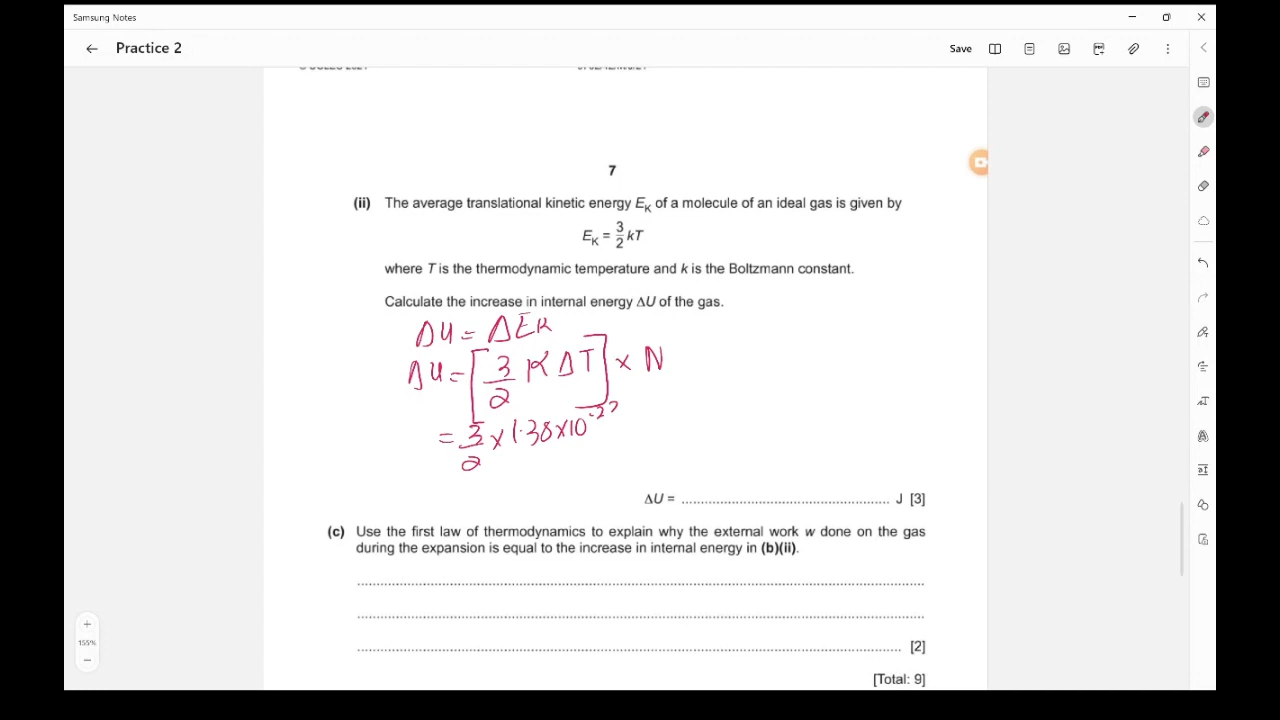 Samsung Notes
Practice 2
Save
7
(ii) The average translational kinetic energy EK of a molecule of an ideal gas is given by
EK = 3/2 kT
where T is the thermodynamic temperature and k is the Boltzmann constant.
Calculate the increase in internal energy ΔU of the gas.
ΔU = ΔEK
ΔU = [3/2 K ΔT] × N
= 3/2 × 1.38×10^-23
ΔU = ................................................... J [3]
(c) Use the first law of thermodynamics to explain why the external work w done on the gas
during the expansion is equal to the increase in internal energy in (b)(ii).
[2]
[Total: 9]
155%